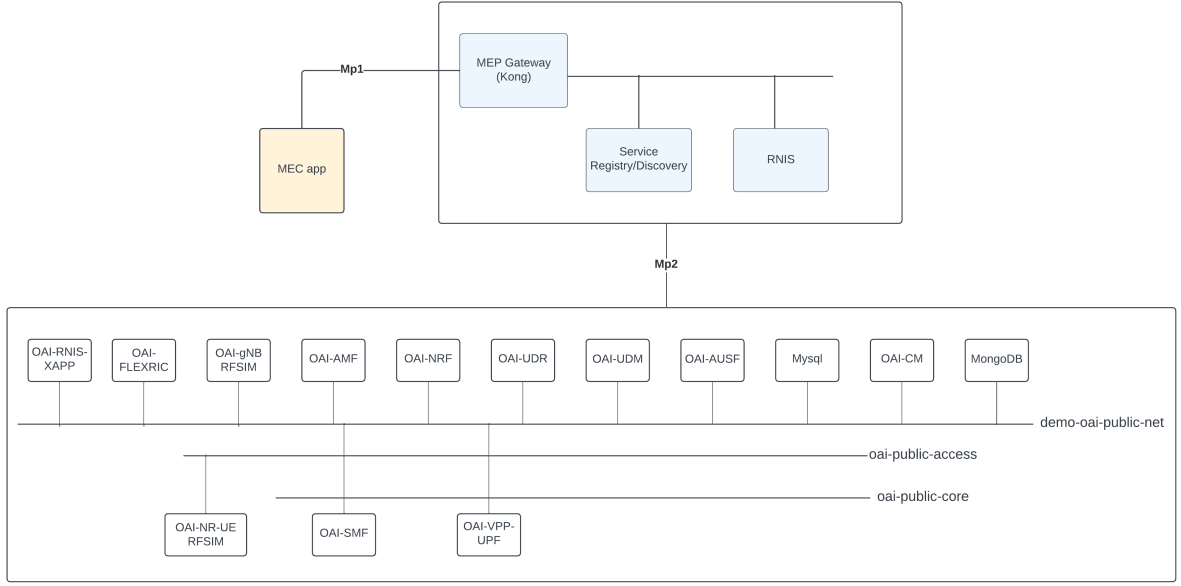 MEP Gateway
(Kong)
Mp1
MEC app
Service
Registry/Discovery
RNIS
Mp2
OAI-RNIS-
XAPP
OAI-
FLEXRIC
OAI-gNB
RFSIM
OAI-AMF
OAI-NRF
OAI-UDR
OAI-UDM
OAI-AUSF
Mysql
OAI-CM
MongoDB
demo-oai-public-net
oai-public-access
oai-public-core
OAI-NR-UE
RFSIM
OAI-SMF
OAI-VPP-
UPF